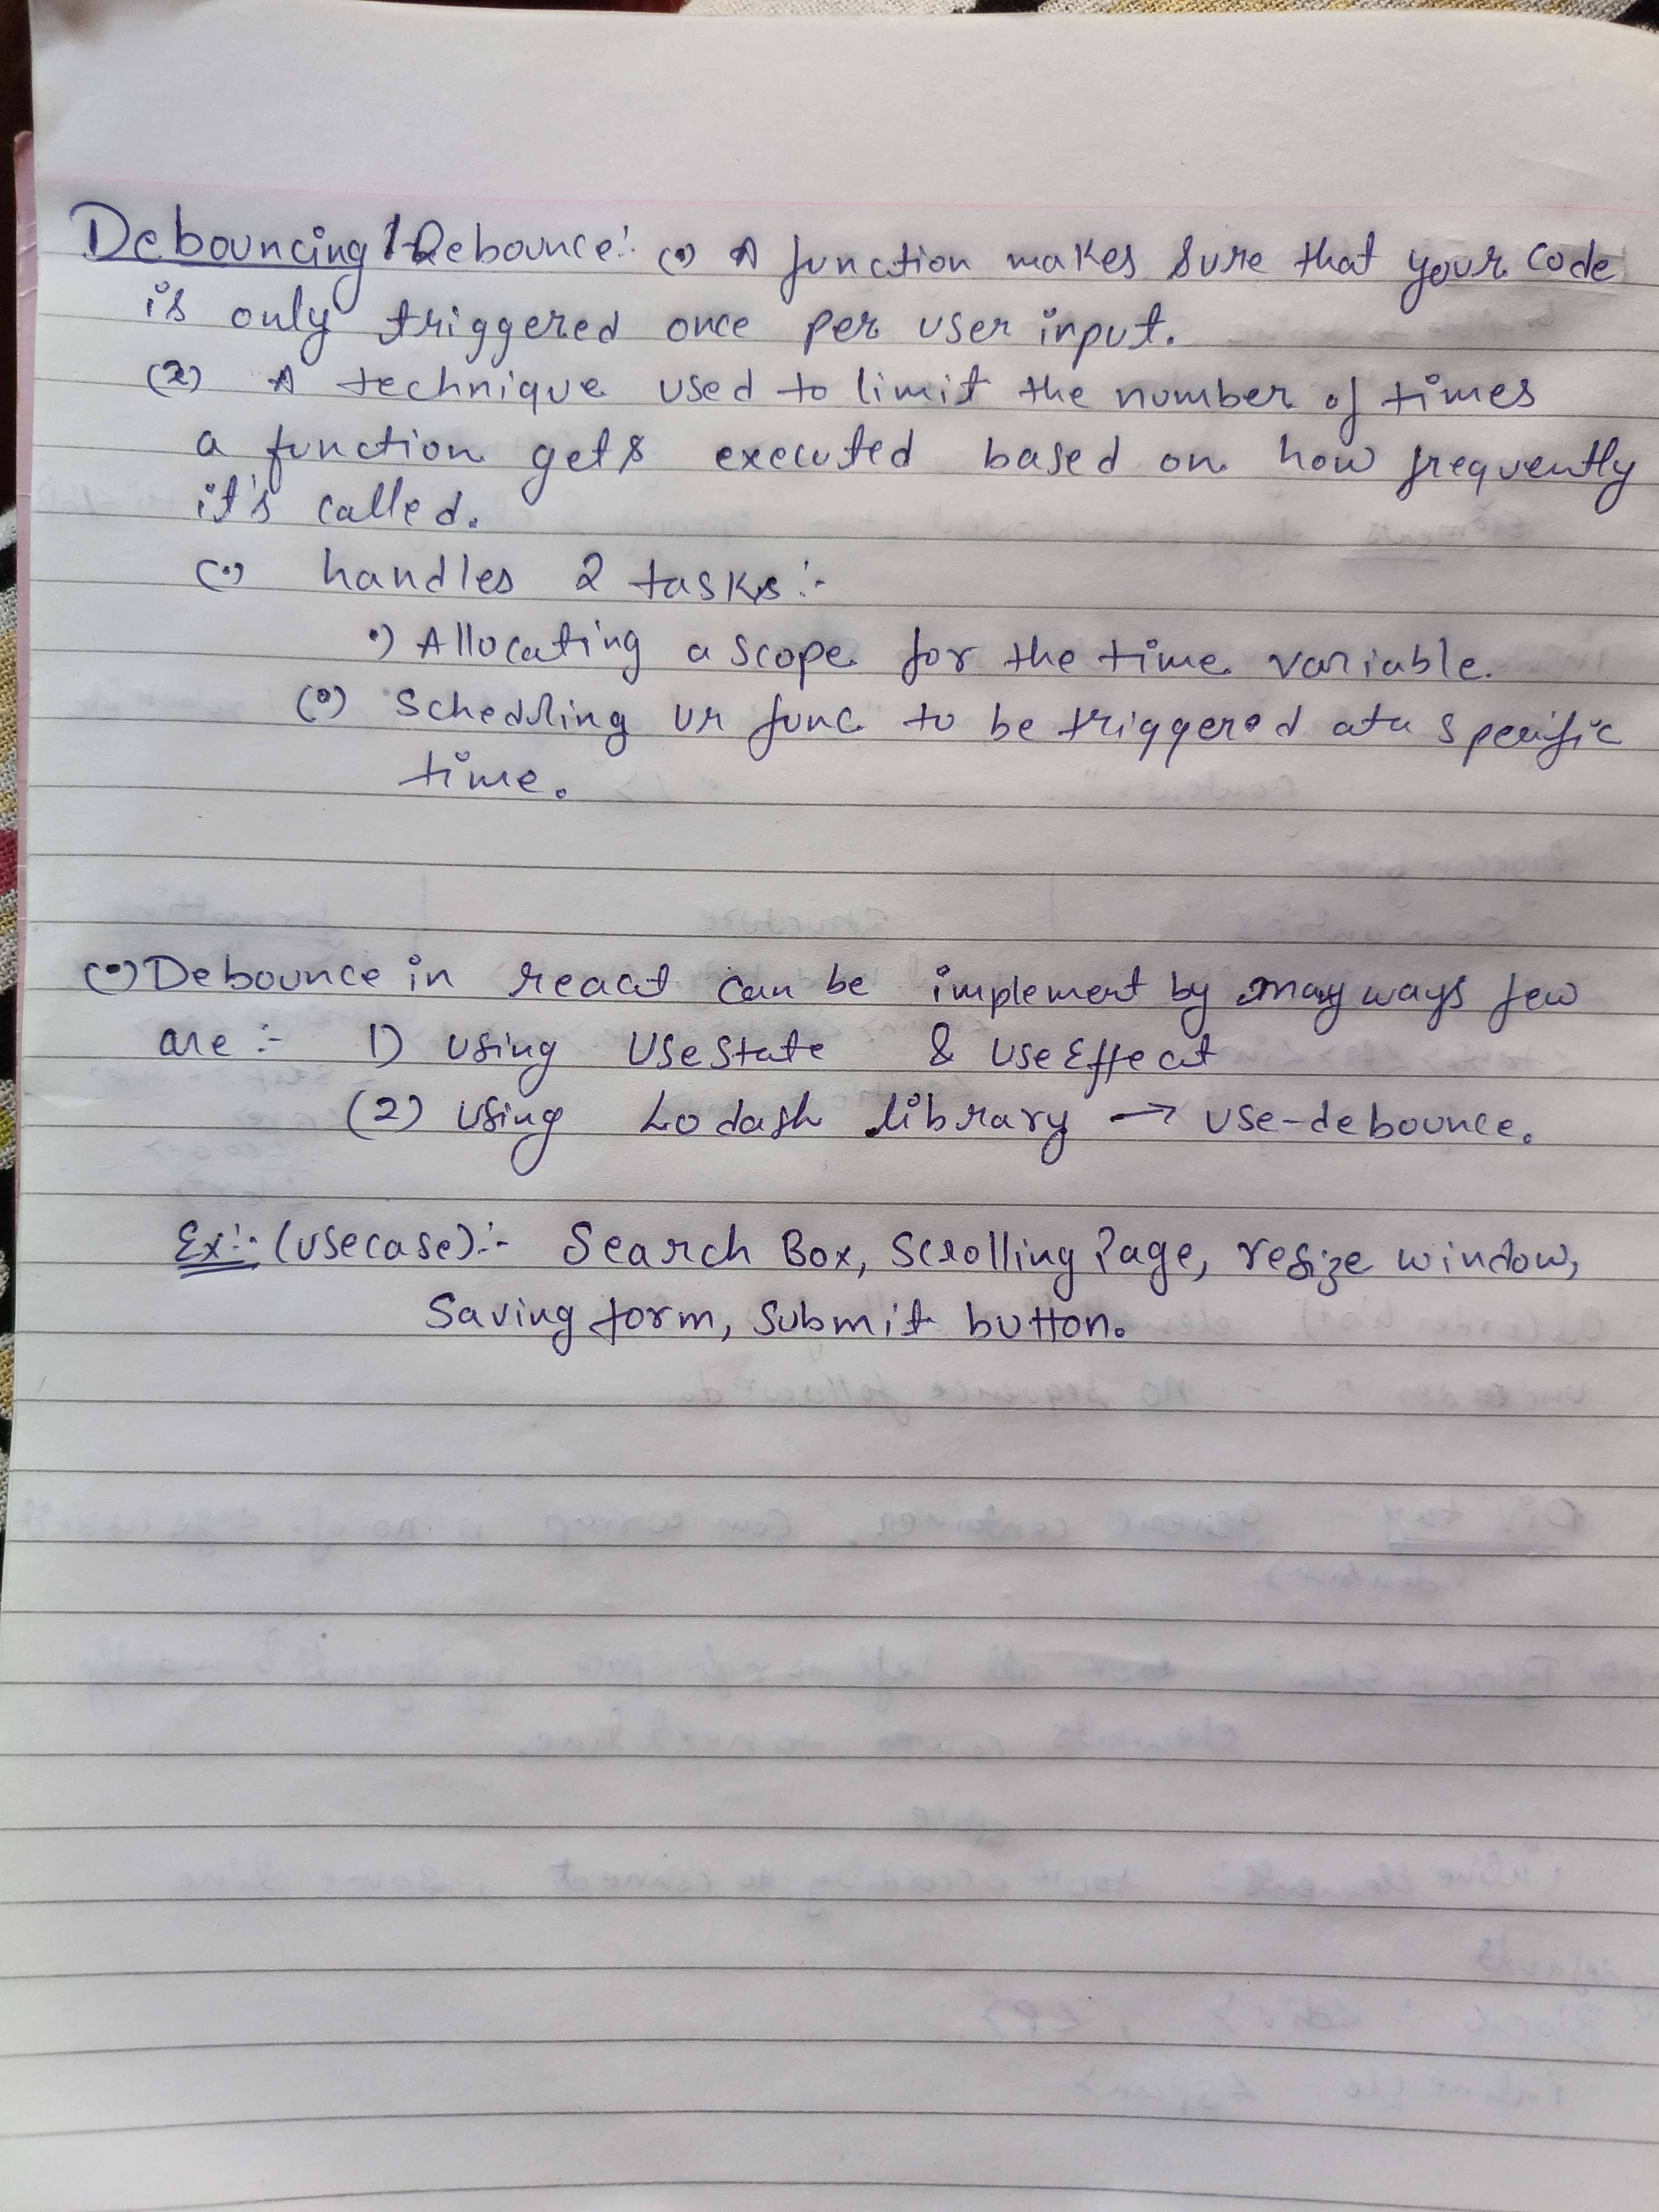 Debouncing/Debounce:- (•) A function makes sure that your code
is only triggered once per user input.
(2) A technique used to limit the number of times
a function gets executed based on how frequently
it's called.
(•) handles 2 tasks:-
•) Allocating a scope for the time variable.
(•) Scheduling ur func to be triggered at a specific
time.
(•) Debounce in react can be implement by many ways few
are :- 1) using UseState & UseEffect
(2) Using Lodash library → use-debounce.
Ex:- (usecase):- Search Box, Scrolling Page, resize window,
Saving form, Submit button.